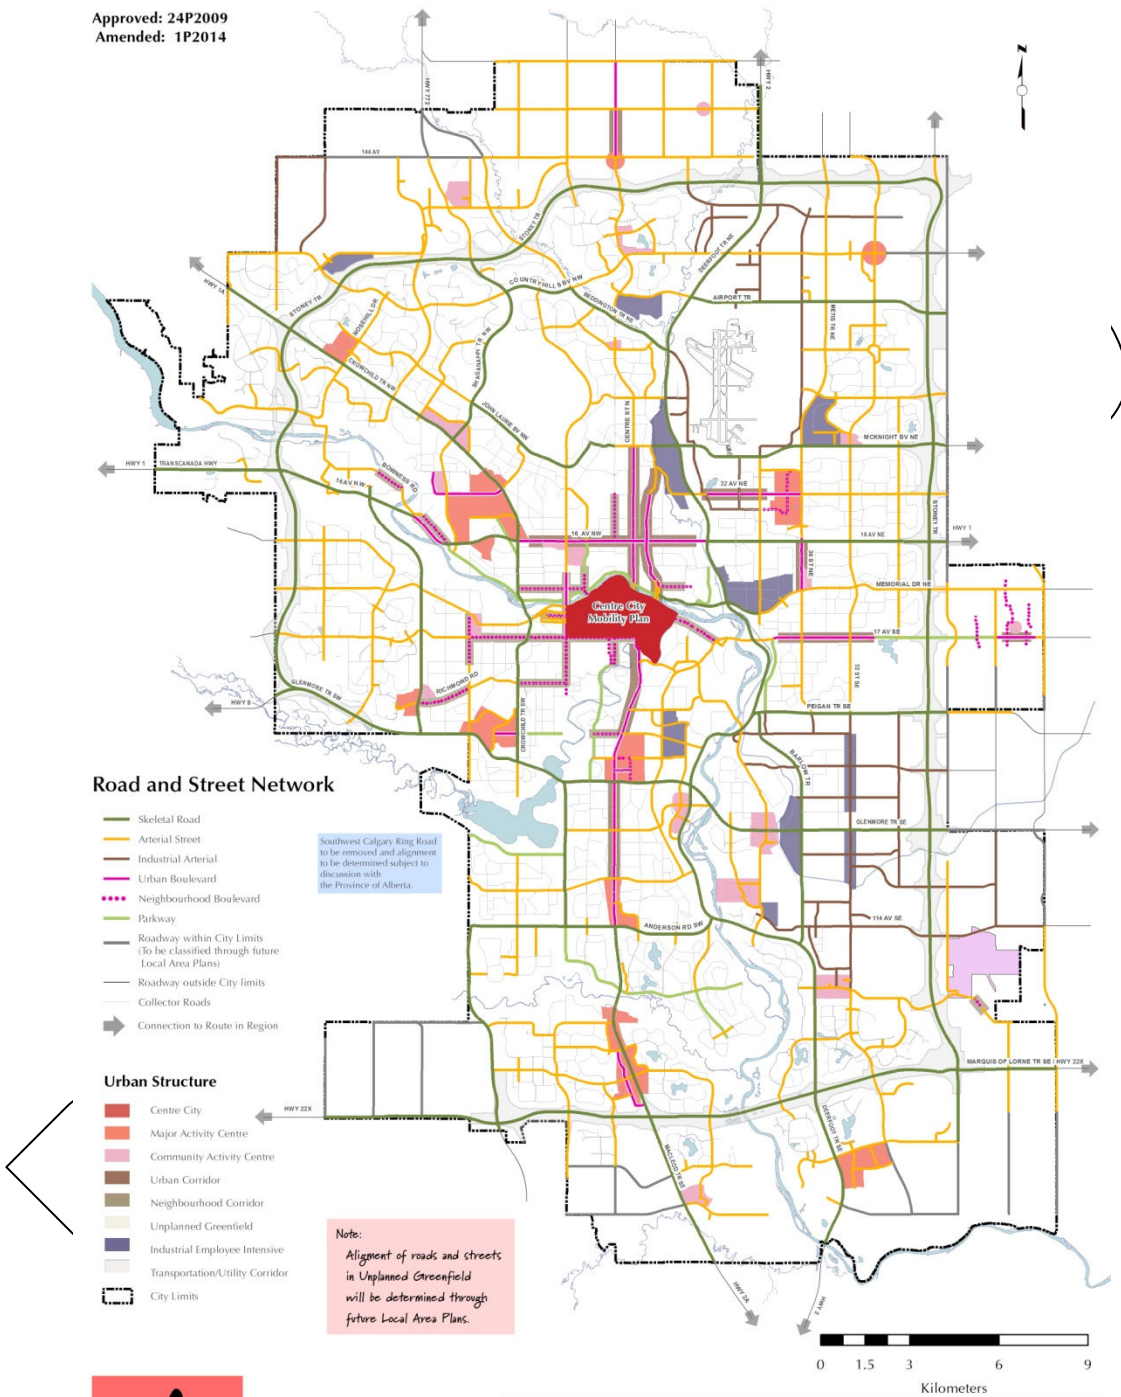 Approved: 24P2009
Amended: 1P2014
N
HWY 772
HWY 2
144 AV
STONEY TR
DEERFOOT TR NE
HWY 1A
COUNTRY HILLS BV NW
BEDDINGTON TR NE
AIRPORT TR
STONEY TR
NOSEHILL DR
METIS TR NE
SHAGANAPPI TR NW
CROWCHILD TR NW
JOHN LAURIE BV NW
CENTRE ST N
MCKNIGHT BV NE
HWY 1
TRANSCANADA HWY
BOWNESS RD
16 AV NW
32 AV NE
STONEY TR
16 AV NW
16 AV NE
HWY 1
36 ST NE
MEMORIAL DR NE
Centre City
Mobility Plan
17 AV SE
52 ST SE
RICHMOND RD
GLENMORE TR SW
HWY 8
CROWCHILD TR SW
PEIGAN TR SE
BARLOW TR
GLENMORE TR SE
114 AV SE
ANDERSON RD SW
MARQUIS OF LORNE TR SE / HWY 22X
HWY 22X
DEERFOOT TR SE
MACLEOD TR SE
HWY 2A
HWY 2
Road and Street Network
Skeletal Road
Arterial Street
Industrial Arterial
Urban Boulevard
Neighbourhood Boulevard
Parkway
Roadway within City Limits
(To be classified through future
Local Area Plans)
Roadway outside City limits
Collector Roads
Connection to Route in Region
Southwest Calgary Ring Road
to be removed and alignment
to be determined subject to
discussion with
the Province of Alberta.
Urban Structure
Centre City
Major Activity Centre
Community Activity Centre
Urban Corridor
Neighbourhood Corridor
Unplanned Greenfield
Industrial Employee Intensive
Transportation/Utility Corridor
City Limits
Note:
Aligment of roads and streets
in Unplanned Greenfield
will be determined through
future Local Area Plans.
0 1.5 3 6 9
Kilometers